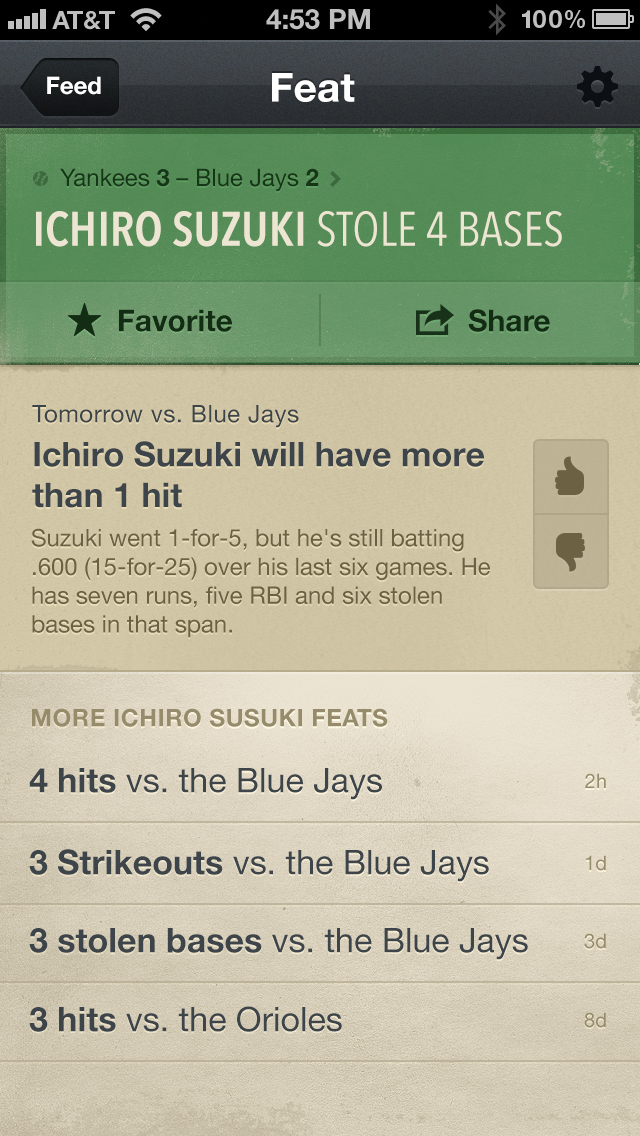 AT&T 4:53 PM 100%
Feed Feat
Yankees 3 – Blue Jays 2
ICHIRO SUZUKI STOLE 4 BASES
Favorite Share
Tomorrow vs. Blue Jays
Ichiro Suzuki will have more
than 1 hit
Suzuki went 1-for-5, but he's still batting
.600 (15-for-25) over his last six games. He
has seven runs, five RBI and six stolen
bases in that span.
MORE ICHIRO SUSUKI FEATS
4 hits vs. the Blue Jays 2h
3 Strikeouts vs. the Blue Jays 1d
3 stolen bases vs. the Blue Jays 3d
3 hits vs. the Orioles 8d